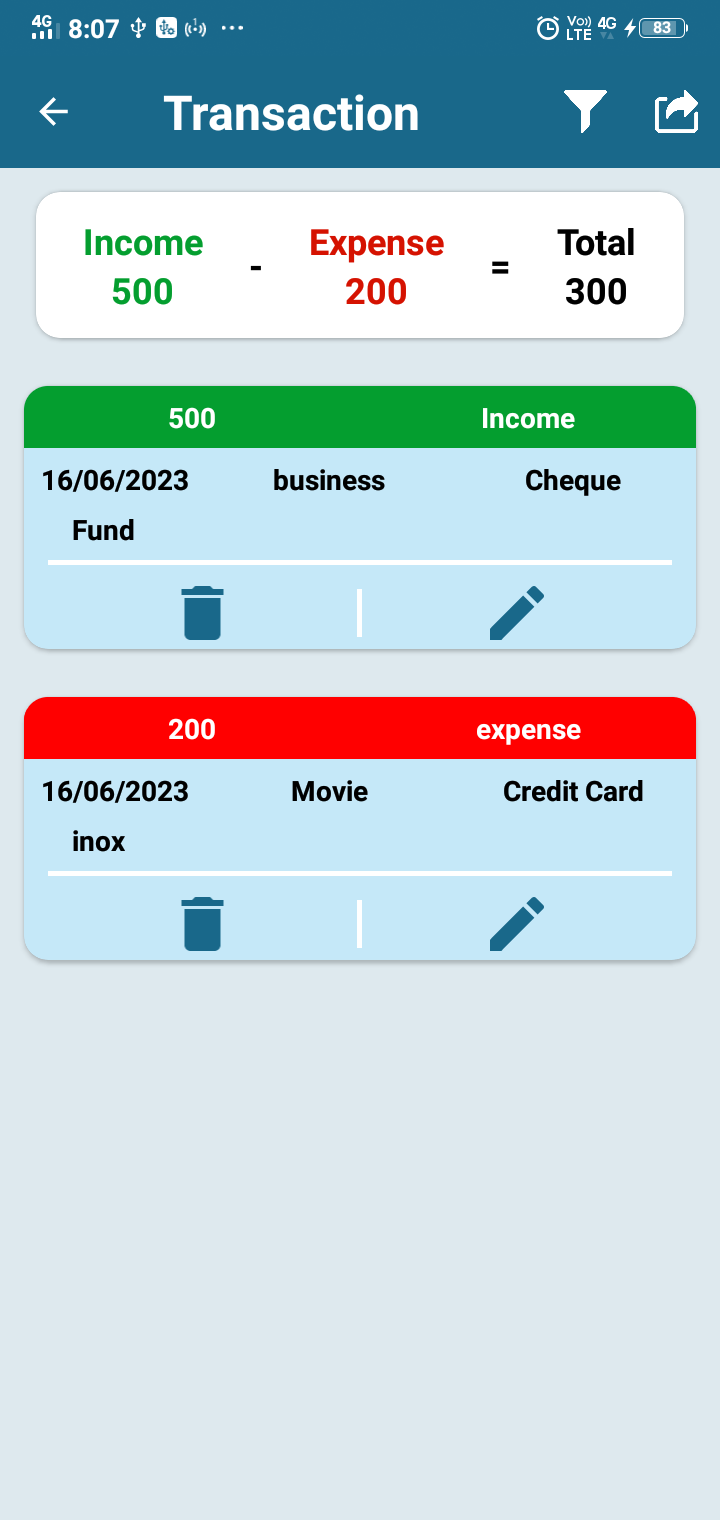 4G 8:07 Vo)) LTE 4G 83
Transaction
Income - Expense = Total
500 200 300
500 Income
16/06/2023 business Cheque
Fund
200 expense
16/06/2023 Movie Credit Card
inox